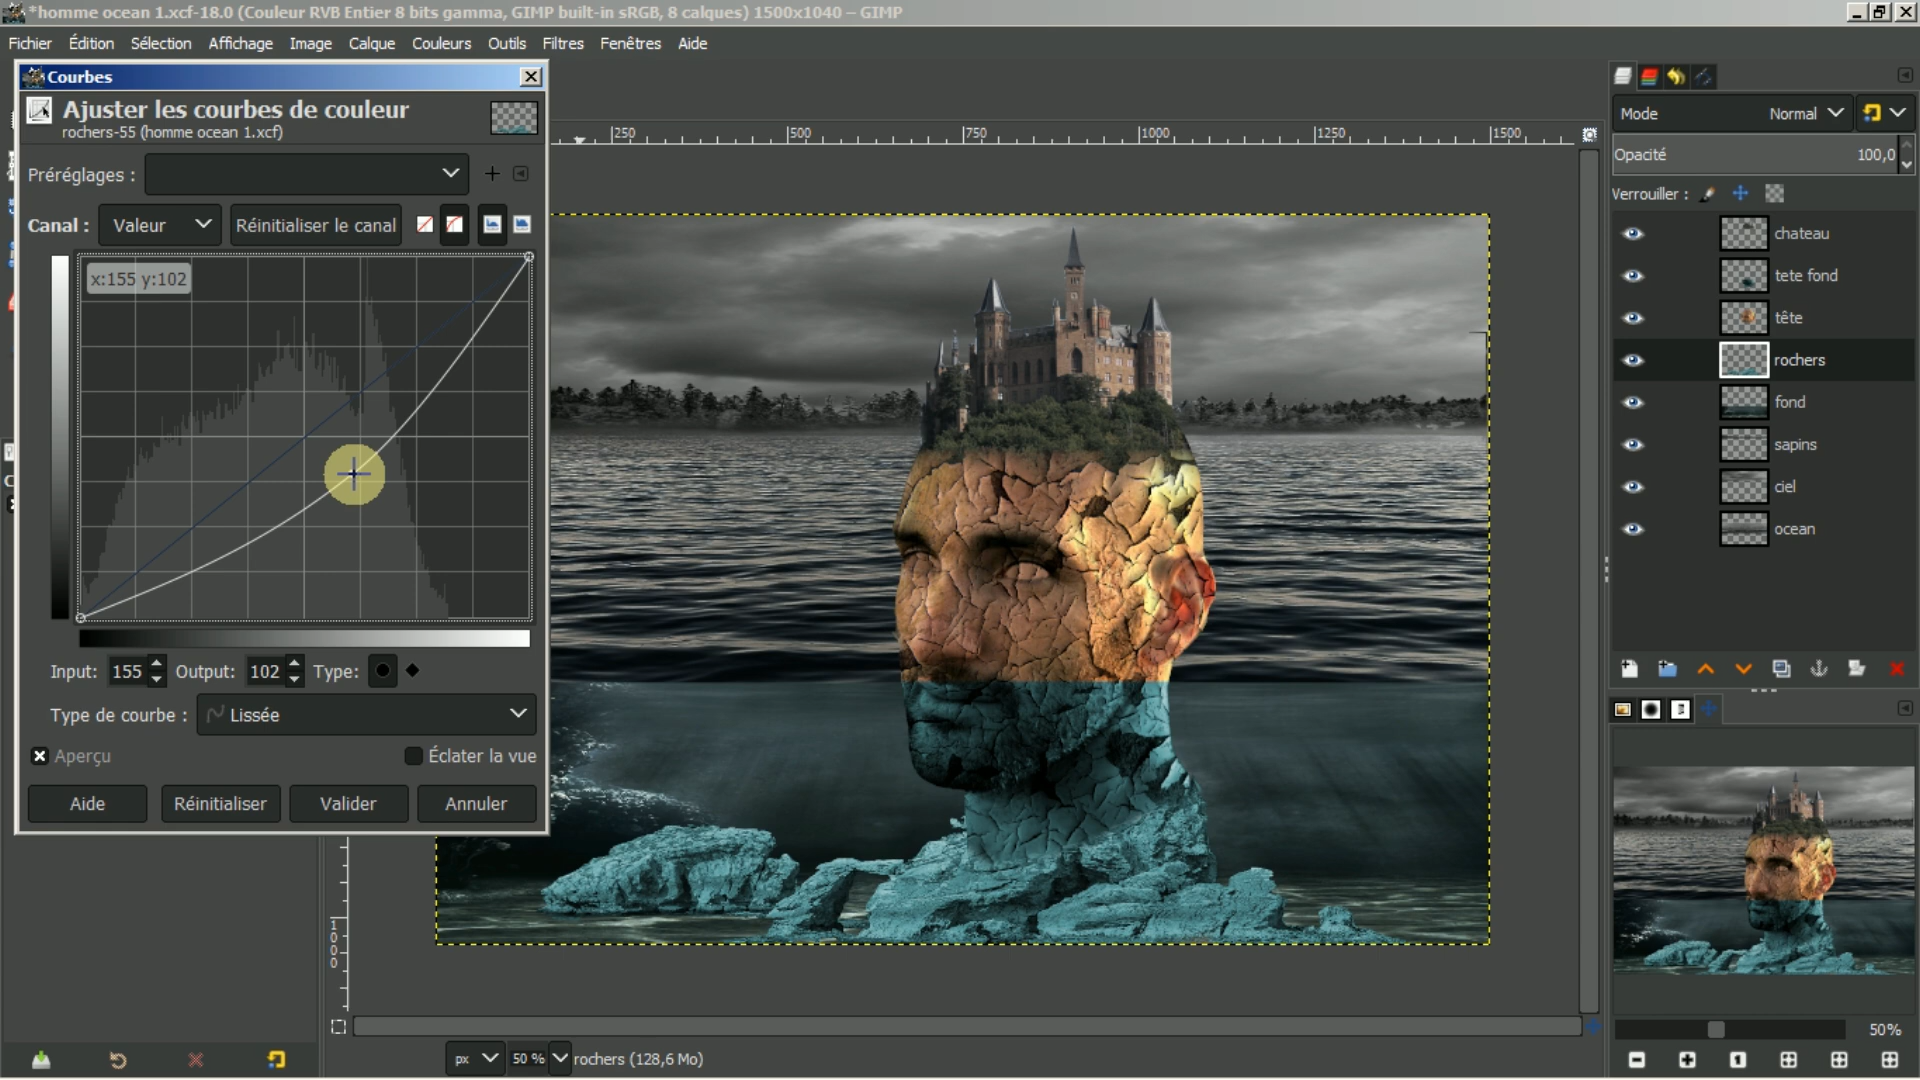 *homme ocean 1.xcf-18.0 (Couleur RVB Entier 8 bits gamma, GIMP built-in sRGB, 8 calques) 1500x1040 – GIMP
Fichier Édition Sélection Affichage Image Calque Couleurs Outils Filtres Fenêtres Aide
Courbes
Ajuster les courbes de couleur
rochers-55 (homme ocean 1.xcf)
Préréglages :
Canal : Valeur Réinitialiser le canal
x:155 y:102
Input: 155 Output: 102 Type:
Type de courbe : Lissée
Aperçu Éclater la vue
Aide Réinitialiser Valider Annuler
250 500 750 1000 1250 1500
1000
px 50 % rochers (128,6 Mo)
Mode Normal
Opacité 100,0
Verrouiller :
chateau
tete fond
tête
rochers
fond
sapins
ciel
ocean
50%